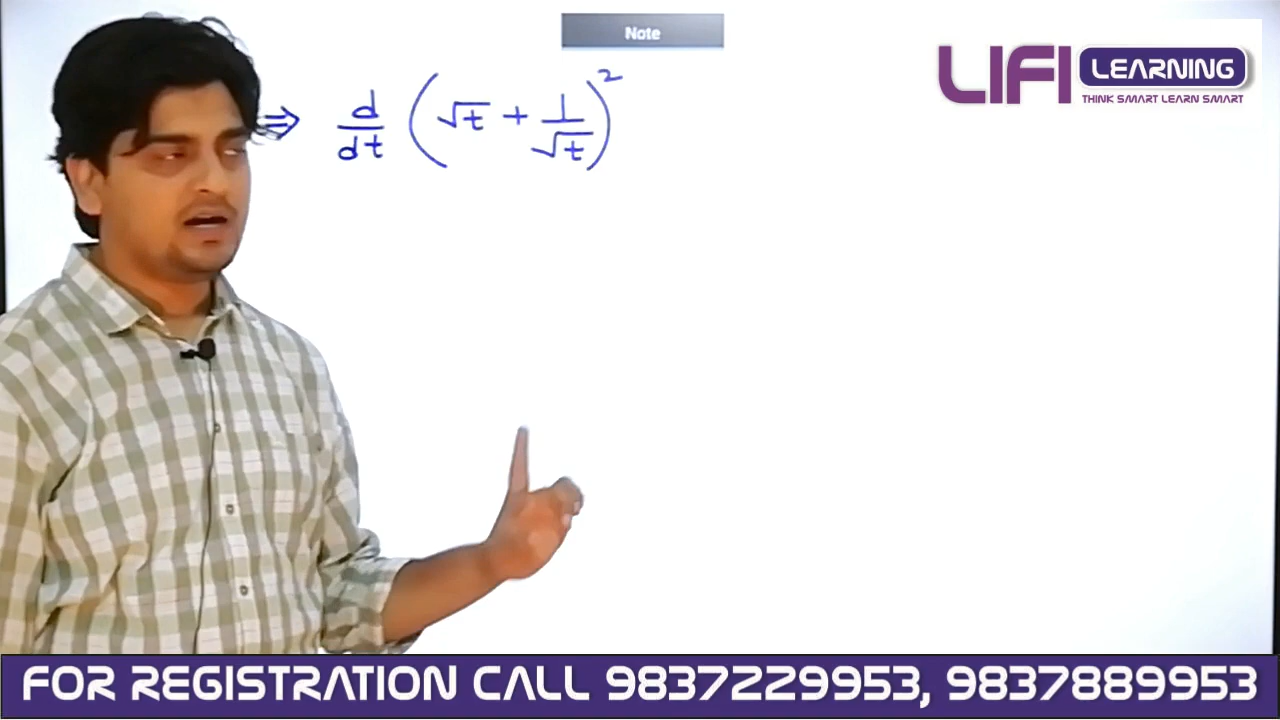 Note
LIFI LEARNING
THINK SMART LEARN SMART
⇒ d/dt (√t + 1/√t)²
FOR REGISTRATION CALL 9837229953, 9837889953